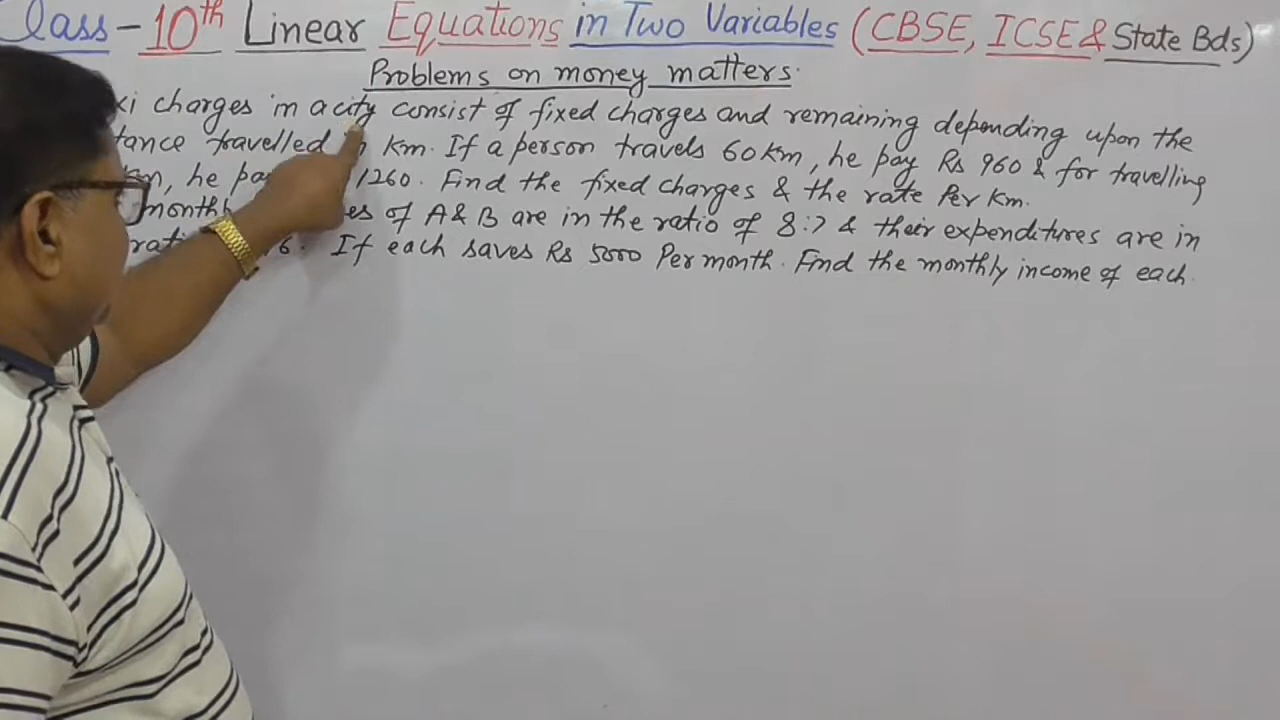 Class - 10th Linear Equations in Two Variables (CBSE, ICSE & State Bds)
Problems on money matters.
charges in a city consist of fixed charges and remaining depending upon the
travelled Km. If a person travels 60 Km, he pay Rs 960 & for travelling
Km, he 1260. Find the fixed charges & the rate Per Km.
of A & B are in the ratio of 8:7 & their expenditures are in
6. If each saves Rs 5000 Per month. Find the monthly income of each.